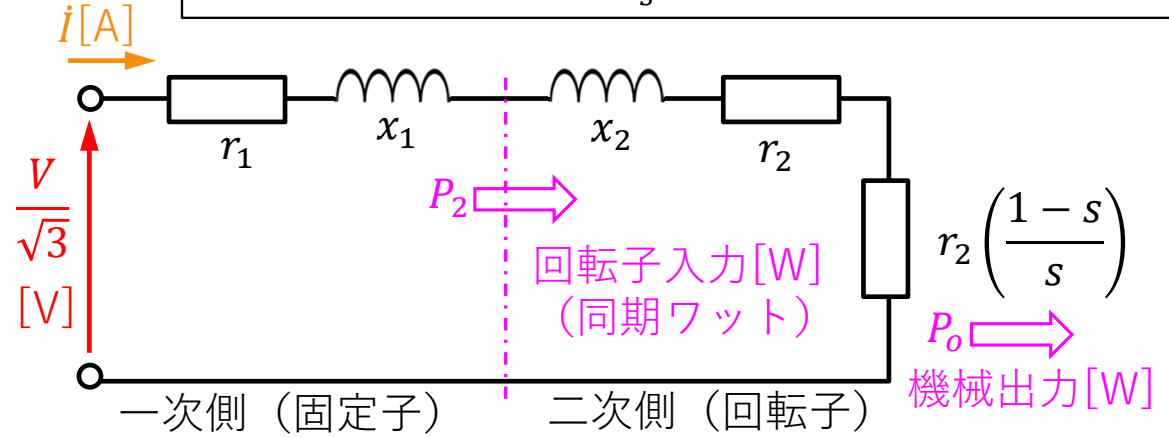 s
İ[A]
r₁
x₁
x₂
r₂
V
√3
[V]
P₂
回転子入力[W]
（同期ワット）
r₂(
1 − s
s
)
Pₒ
機械出力[W]
一次側（固定子）
二次側（回転子）